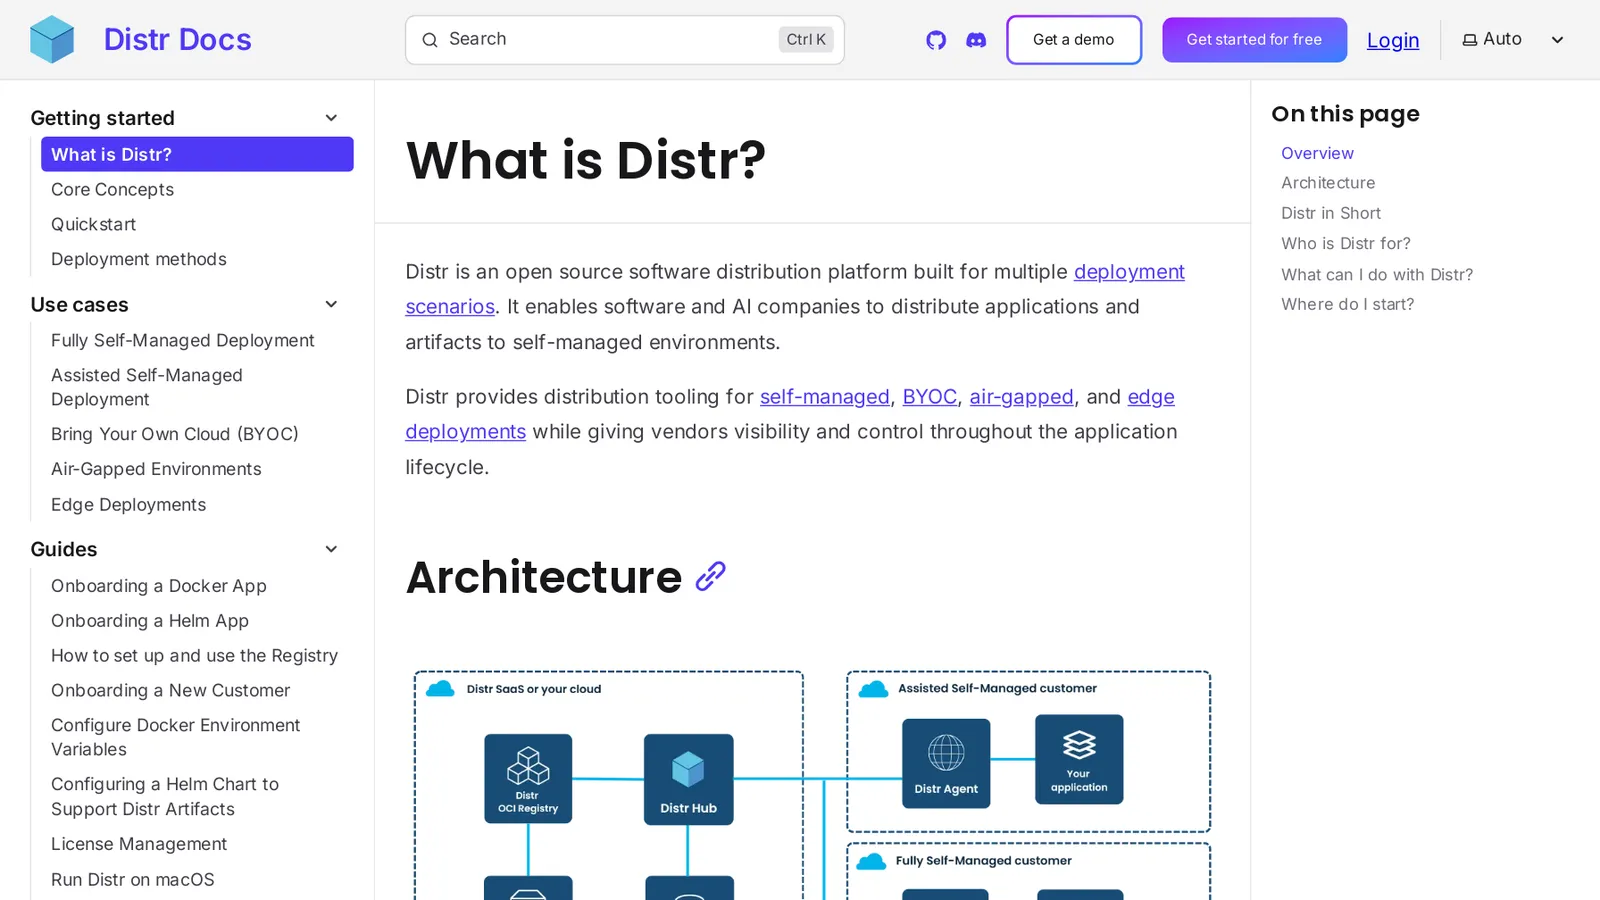 Distr Docs
Search
Ctrl K
Get a demo
Get started for free
Login
Auto
Getting started
What is Distr?
Core Concepts
Quickstart
Deployment methods
Use cases
Fully Self-Managed Deployment
Assisted Self-Managed
Deployment
Bring Your Own Cloud (BYOC)
Air-Gapped Environments
Edge Deployments
Guides
Onboarding a Docker App
Onboarding a Helm App
How to set up and use the Registry
Onboarding a New Customer
Configure Docker Environment
Variables
Configuring a Helm Chart to
Support Distr Artifacts
License Management
Run Distr on macOS
What is Distr?
Distr is an open source software distribution platform built for multiple deployment
scenarios. It enables software and AI companies to distribute applications and
artifacts to self-managed environments.
Distr provides distribution tooling for self-managed, BYOC, air-gapped, and edge
deployments while giving vendors visibility and control throughout the application
lifecycle.
Architecture
Distr SaaS or your cloud
Distr
OCI Registry
Distr Hub
Assisted Self-Managed customer
Distr Agent
Your
application
Fully Self-Managed customer
On this page
Overview
Architecture
Distr in Short
Who is Distr for?
What can I do with Distr?
Where do I start?